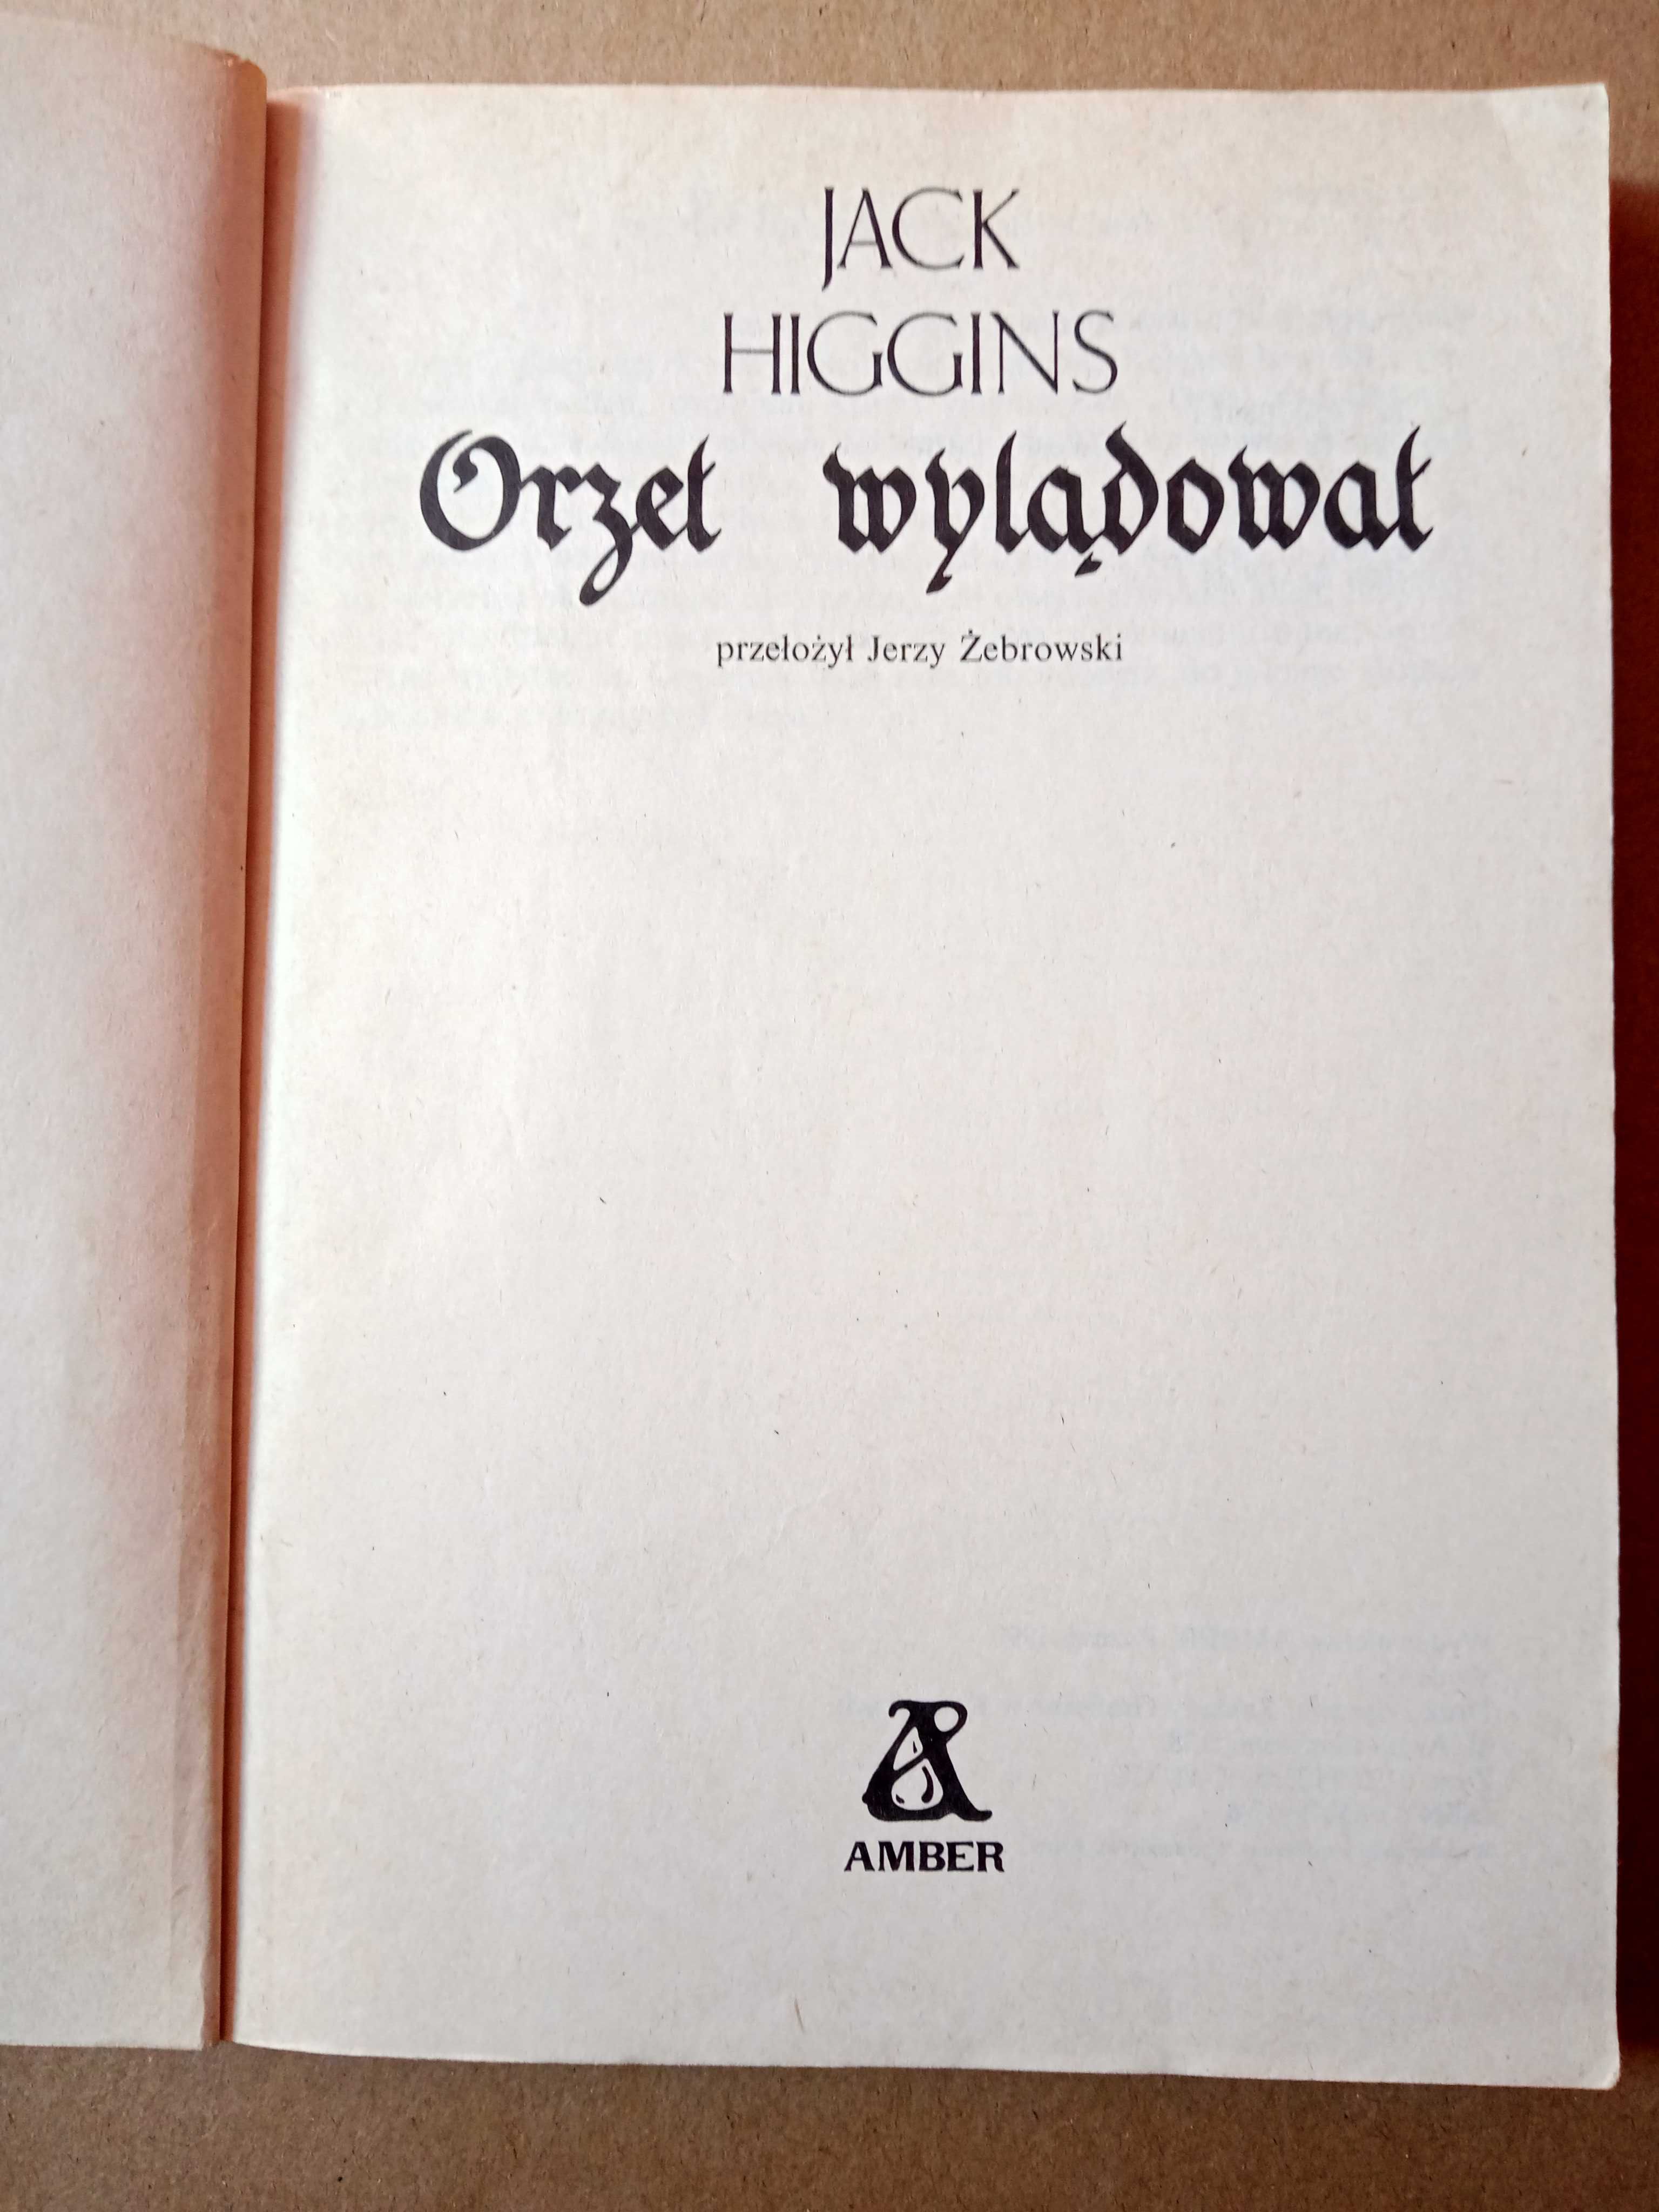 JACK
HIGGINS
Orzeł wylądował
przełożył Jerzy Żebrowski
AMBER